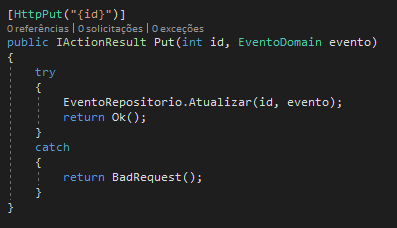 [HttpPut("{id}")]
0 referências | 0 solicitações | 0 exceções
public IActionResult Put(int id, EventoDomain evento)
{
try
{
EventoRepositorio.Atualizar(id, evento);
return Ok();
}
catch
{
return BadRequest();
}
}